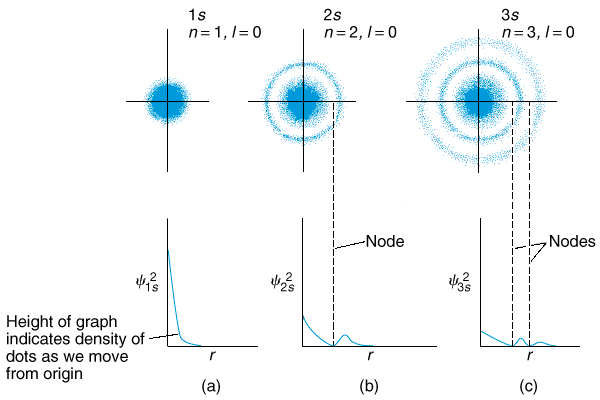 1s
n = 1, l = 0
2s
n = 2, l = 0
3s
n = 3, l = 0
Node
Nodes
ψ1s²
ψ2s²
ψ3s²
Height of graph
indicates density of
dots as we move
from origin
r
r
r
(a)
(b)
(c)